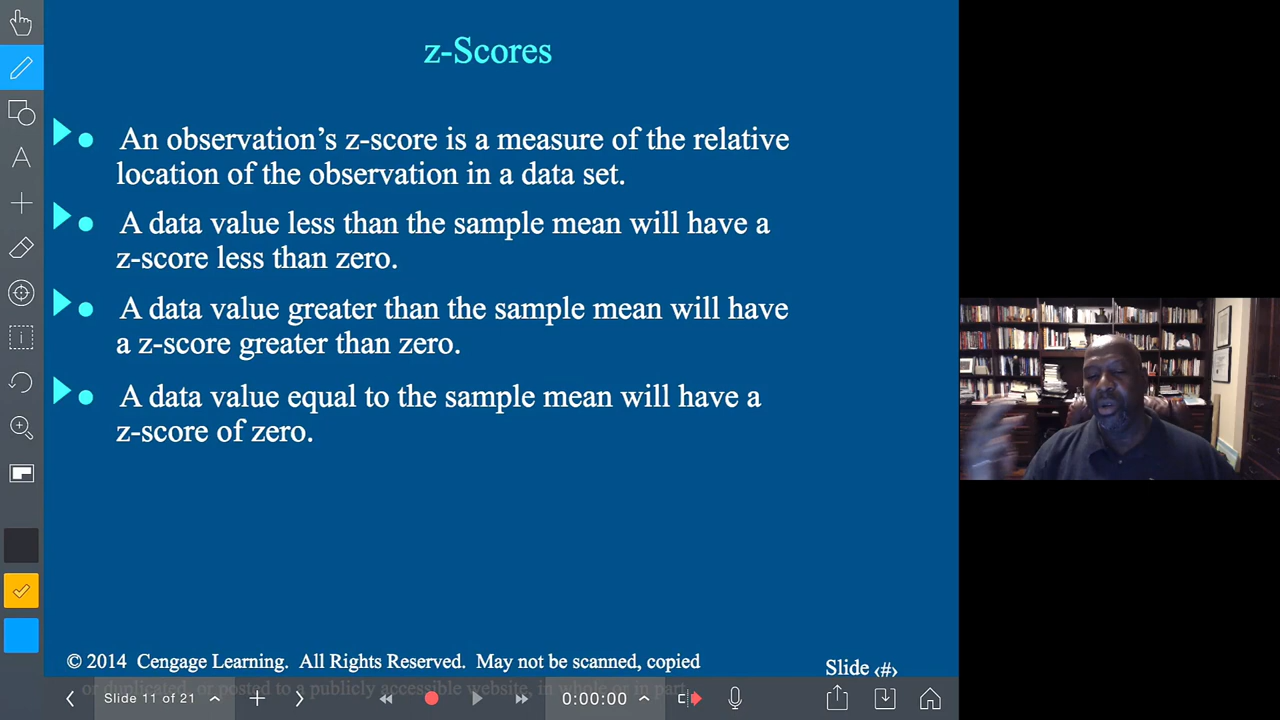 z-Scores
● An observation’s z-score is a measure of the relative
location of the observation in a data set.
● A data value less than the sample mean will have a
z-score less than zero.
● A data value greater than the sample mean will have
a z-score greater than zero.
● A data value equal to the sample mean will have a
z-score of zero.
© 2014 Cengage Learning. All Rights Reserved. May not be scanned, copied
or duplicated, or posted to a publicly accessible website, in whole or in part.
Slide ‹#›
Slide 11 of 21
0:00:00